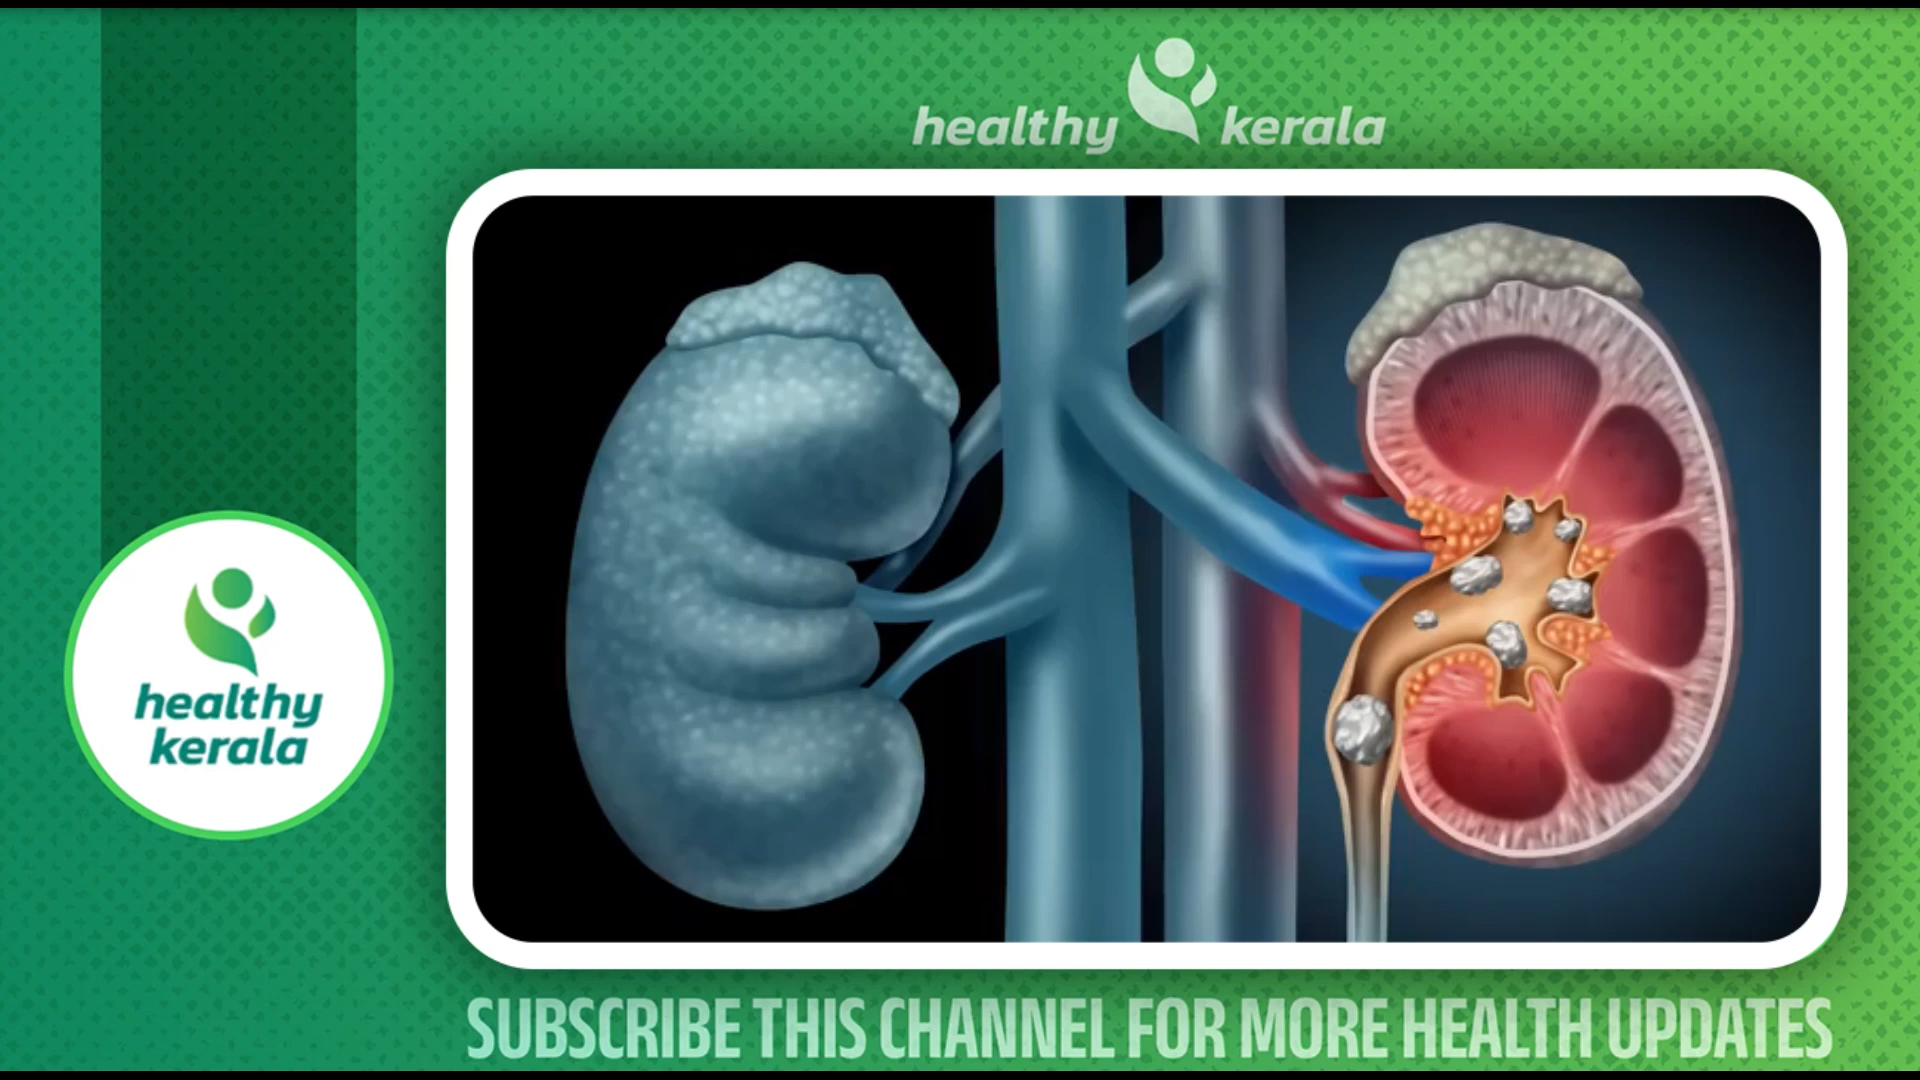 healthy kerala
healthy
kerala
SUBSCRIBE THIS CHANNEL FOR MORE HEALTH UPDATES